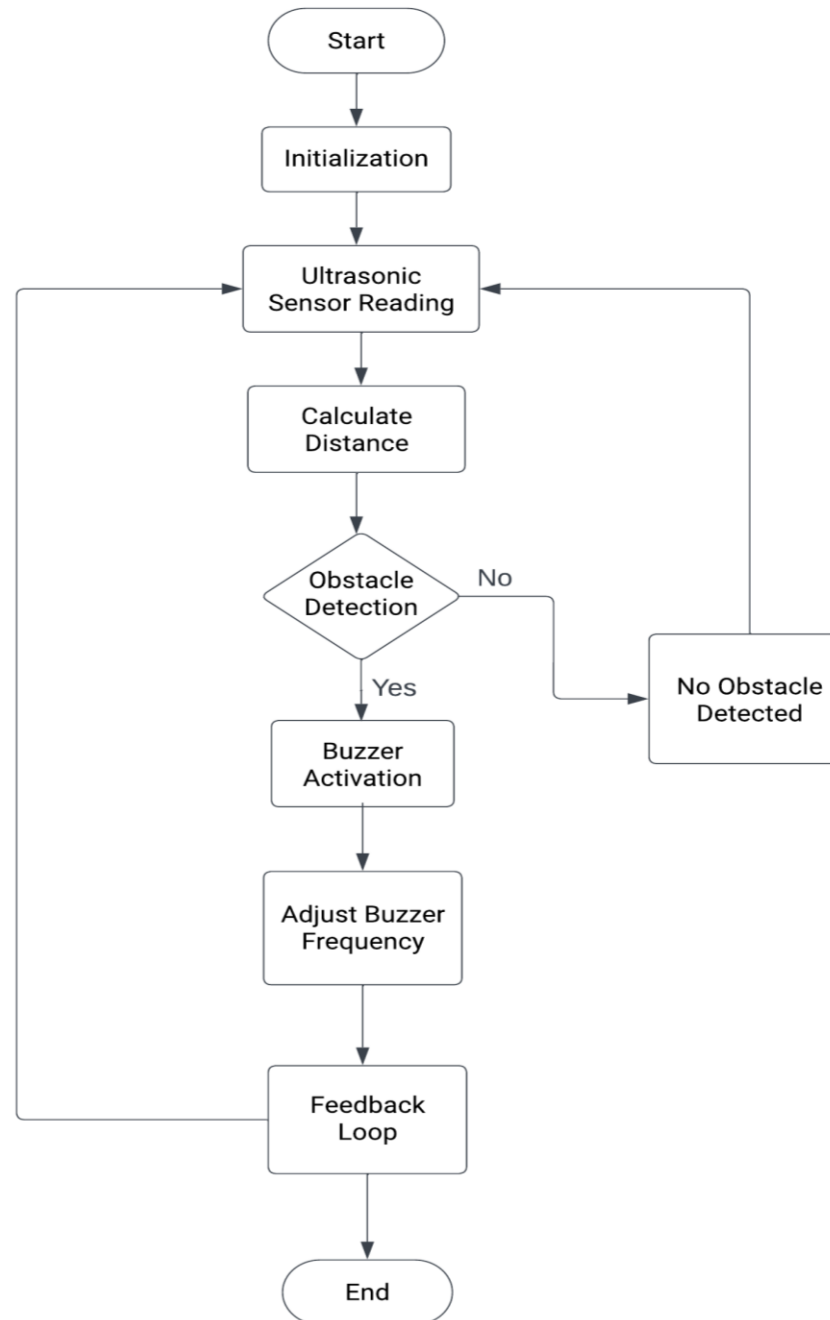 Start
Initialization
Ultrasonic
Sensor Reading
Calculate
Distance
Obstacle
Detection
No
No Obstacle
Detected
Yes
Buzzer
Activation
Adjust Buzzer
Frequency
Feedback
Loop
End